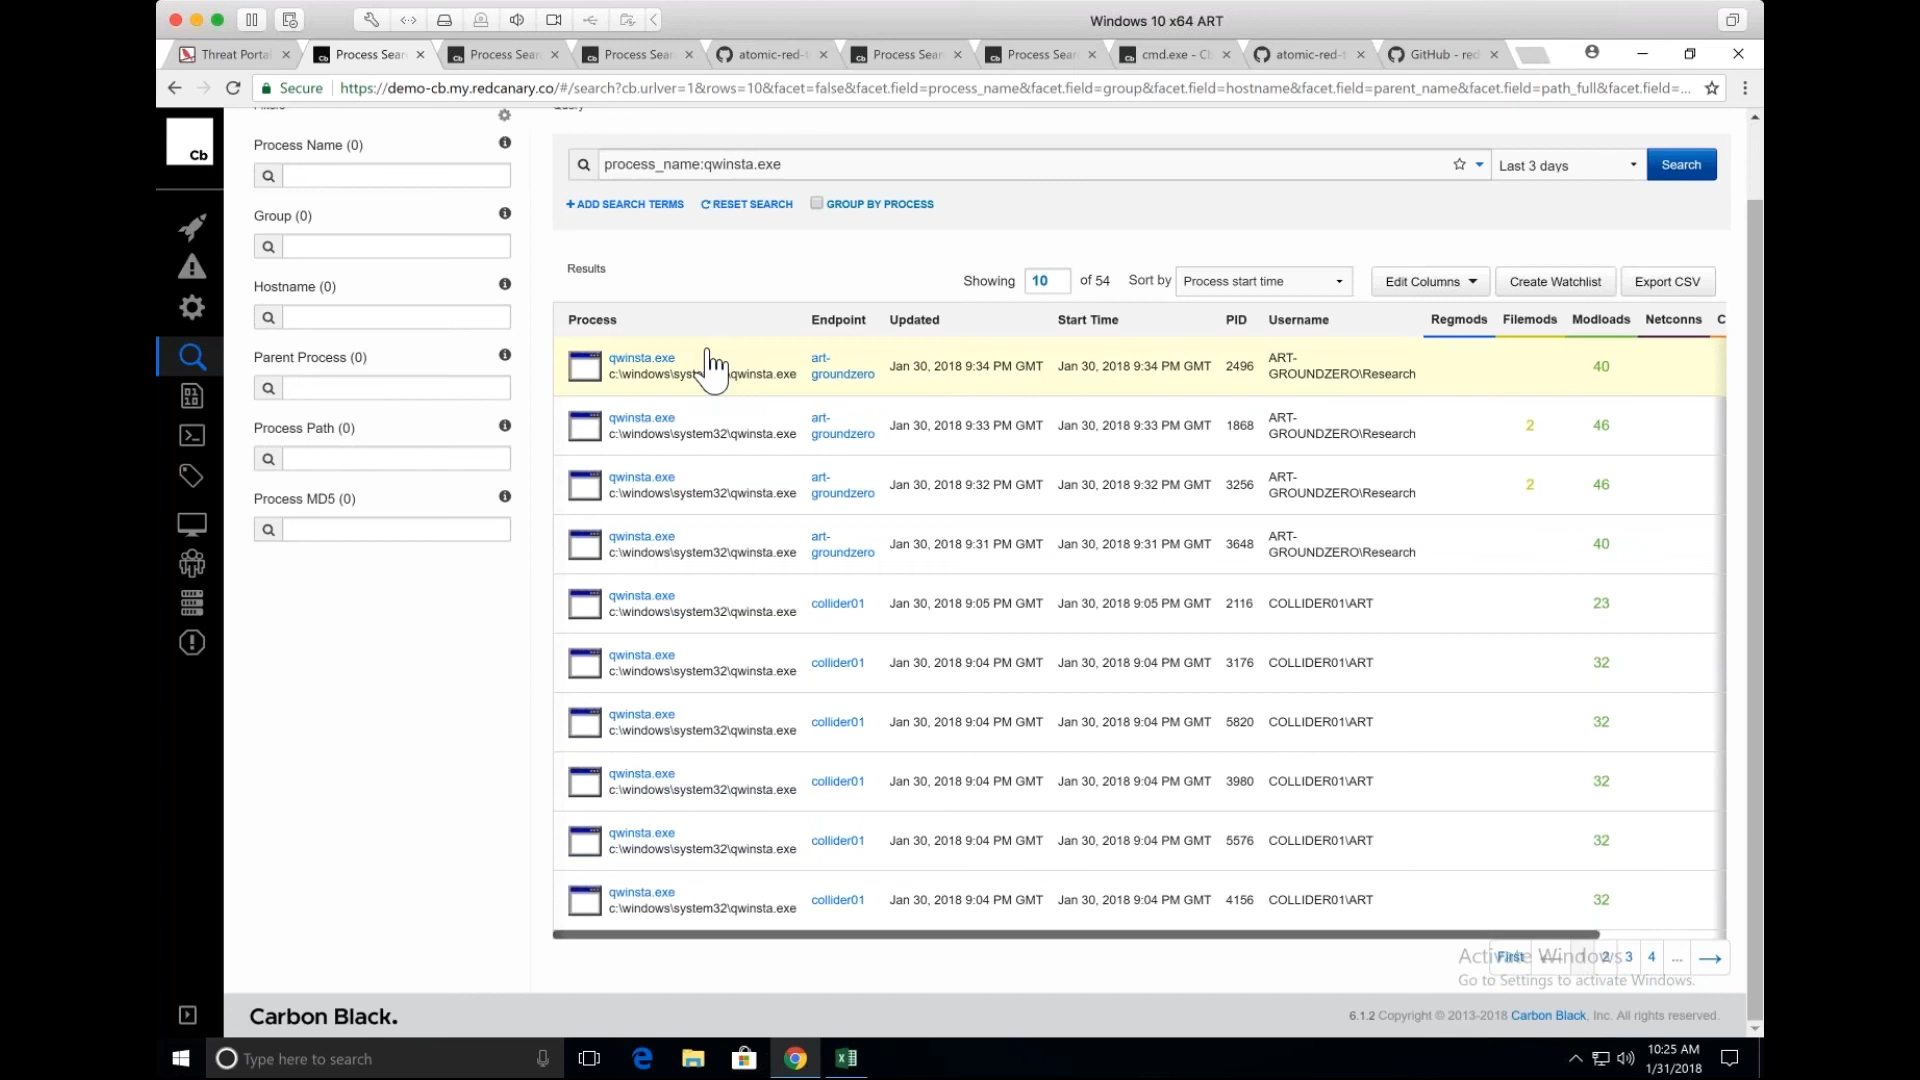 Windows 10 x64 ART
Threat Portal
Process Sear
Process Sear
Process Sear
atomic-red-t
Process Sear
Process Sear
cmd.exe - Cb
atomic-red-t
GitHub - red
Secure
https://demo-cb.my.redcanary.co/#/search?cb.urlver=1&rows=10&facet=false&facet.field=process_name&facet.field=group&facet.field=hostname&facet.field=parent_name&facet.field=path_full&facet.field=...
Cb
Process Name (0)
Group (0)
Hostname (0)
Parent Process (0)
Process Path (0)
Process MD5 (0)
process_name:qwinsta.exe
Last 3 days
Search
+ ADD SEARCH TERMS
RESET SEARCH
GROUP BY PROCESS
Results
Showing 10 of 54
Sort by Process start time
Edit Columns
Create Watchlist
Export CSV
Process Endpoint Updated Start Time PID Username Regmods Filemods Modloads Netconns C
qwinsta.exe art-
c:\windows\sys qwinsta.exe groundzero Jan 30, 2018 9:34 PM GMT Jan 30, 2018 9:34 PM GMT 2496 ART-GROUNDZERO\Research 40
qwinsta.exe art-
c:\windows\system32\qwinsta.exe groundzero Jan 30, 2018 9:33 PM GMT Jan 30, 2018 9:33 PM GMT 1868 ART-GROUNDZERO\Research 2 46
qwinsta.exe art-
c:\windows\system32\qwinsta.exe groundzero Jan 30, 2018 9:32 PM GMT Jan 30, 2018 9:32 PM GMT 3256 ART-GROUNDZERO\Research 2 46
qwinsta.exe art-
c:\windows\system32\qwinsta.exe groundzero Jan 30, 2018 9:31 PM GMT Jan 30, 2018 9:31 PM GMT 3648 ART-GROUNDZERO\Research 40
qwinsta.exe
c:\windows\system32\qwinsta.exe collider01 Jan 30, 2018 9:05 PM GMT Jan 30, 2018 9:05 PM GMT 2116 COLLIDER01\ART 23
qwinsta.exe
c:\windows\system32\qwinsta.exe collider01 Jan 30, 2018 9:04 PM GMT Jan 30, 2018 9:04 PM GMT 3176 COLLIDER01\ART 32
qwinsta.exe
c:\windows\system32\qwinsta.exe collider01 Jan 30, 2018 9:04 PM GMT Jan 30, 2018 9:04 PM GMT 5820 COLLIDER01\ART 32
qwinsta.exe
c:\windows\system32\qwinsta.exe collider01 Jan 30, 2018 9:04 PM GMT Jan 30, 2018 9:04 PM GMT 3980 COLLIDER01\ART 32
qwinsta.exe
c:\windows\system32\qwinsta.exe collider01 Jan 30, 2018 9:04 PM GMT Jan 30, 2018 9:04 PM GMT 5576 COLLIDER01\ART 32
qwinsta.exe
c:\windows\system32\qwinsta.exe collider01 Jan 30, 2018 9:04 PM GMT Jan 30, 2018 9:04 PM GMT 4156 COLLIDER01\ART 32
First 2 3 4 ...
Activate Windows
Go to Settings to activate Windows.
Carbon Black.
6.1.2 Copyright © 2013-2018 Carbon Black, Inc. All rights reserved.
Type here to search
10:25 AM
1/31/2018